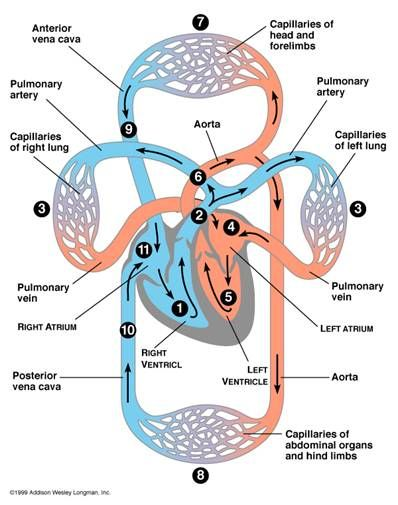 7
Capillaries of
head and
forelimbs
Anterior
vena cava
Pulmonary
artery
Capillaries
of right lung
Aorta
Pulmonary
artery
Capillaries
of left lung
9
6
3
2
4
3
11
Pulmonary
vein
RIGHT ATRIUM
1
5
Pulmonary
vein
LEFT ATRIUM
10
RIGHT
VENTRICL
LEFT
VENTRICLE
Posterior
vena cava
Aorta
Capillaries of
abdominal organs
and hind limbs
8
©1999 Addison Wesley Longman, Inc.